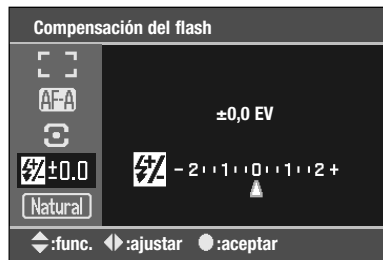 Compensación del flash
AF-A
±0,0 EV
±0.0
-2··1··0··1··2+
Natural
:func. :ajustar :aceptar